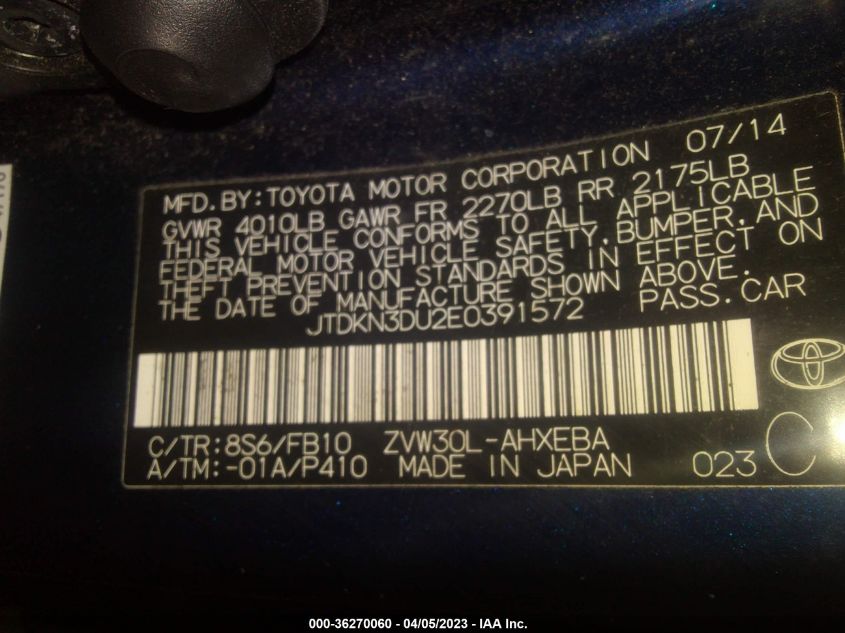 MFD. BY: TOYOTA MOTOR CORPORATION 07/14
GVWR 4010LB GAWR FR 2270LB RR 2175LB
THIS VEHICLE CONFORMS TO ALL APPLICABLE
FEDERAL MOTOR VEHICLE SAFETY, BUMPER, AND
THEFT PREVENTION STANDARDS IN EFFECT ON
THE DATE OF MANUFACTURE SHOWN ABOVE.
JTDKN3DU2E0391572 PASS. CAR
C/TR: 8S6/FB10 ZVW30L-AHXEBA
A/TM: -01A/P410 MADE IN JAPAN 023 C
000-36270060 - 04/05/2023 - IAA Inc.